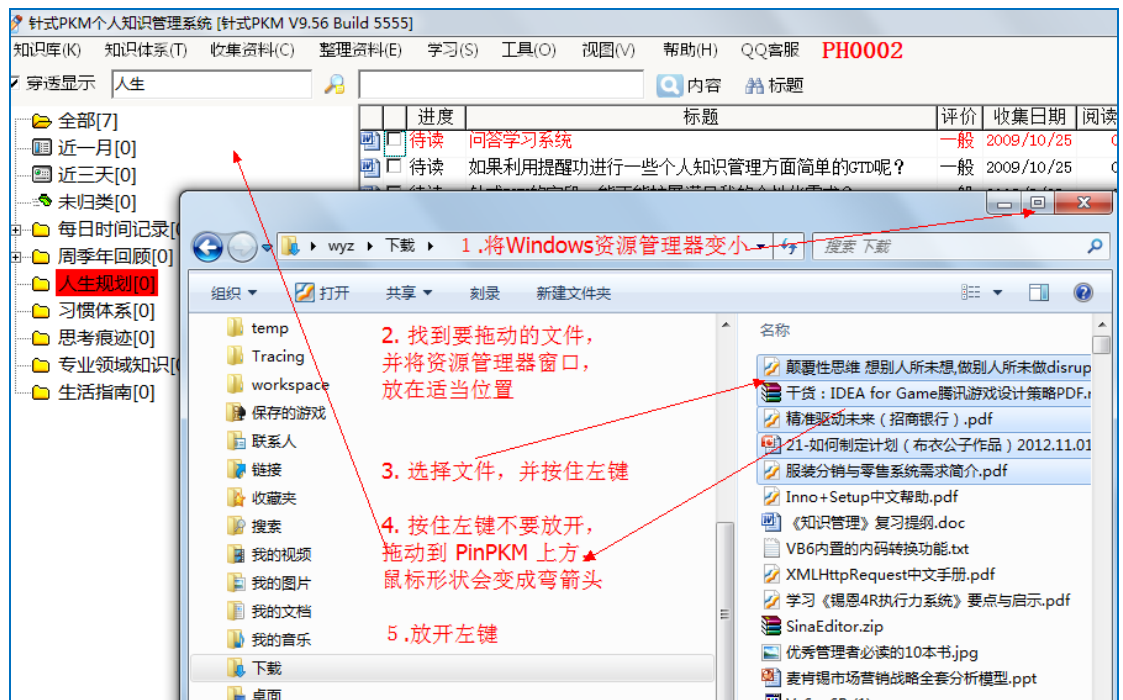 针式PKM个人知识管理系统 [针式PKM V9.56 Build 5555]
知识库(K) 知识体系(T) 收集资料(C) 整理资料(E) 学习(S) 工具(O) 视图(V) 帮助(H) QQ客服 PH0002
穿透显示 人生 内容 标题
进度 标题 评价 收集日期 阅读
待读 问答学习系统 一般 2009/10/25
待读 如果利用提醒功进行一些个人知识管理方面简单的GTD呢？ 一般 2009/10/25
全部[7]
近一月[0]
近三天[0]
未归类[0]
每日时间记录[
周季年回顾[0]
人生规划[0]
习惯体系[0]
思考痕迹[0]
专业领域知识[
生活指南[0]
wyz 下载 1.将Windows资源管理器变小 搜索 下载
组织 打开 共享 刻录 新建文件夹
temp
Tracing
workspace
保存的游戏
联系人
链接
收藏夹
搜索
我的视频
我的图片
我的文档
我的音乐
下载
桌面
2. 找到要拖动的文件，
并将资源管理器窗口，
放在适当位置
3. 选择文件，并按住左键
4. 按住左键不要放开，
拖动到 PinPKM 上方，
鼠标形状会变成弯箭头
5.放开左键
名称
颠覆性思维 想别人所未想,做别人所未做disrup
干货：IDEA for Game腾讯游戏设计策略PDF.r
精准驱动未来（招商银行）.pdf
21-如何制定计划（布衣公子作品）2012.11.01
服装分销与零售系统需求简介.pdf
Inno+Setup中文帮助.pdf
《知识管理》复习提纲.doc
VB6内置的内码转换功能.txt
XMLHttpRequest中文手册.pdf
学习《锡恩4R执行力系统》要点与启示.pdf
SinaEditor.zip
优秀管理者必读的10本书.jpg
麦肯锡市场营销战略全套分析模型.ppt